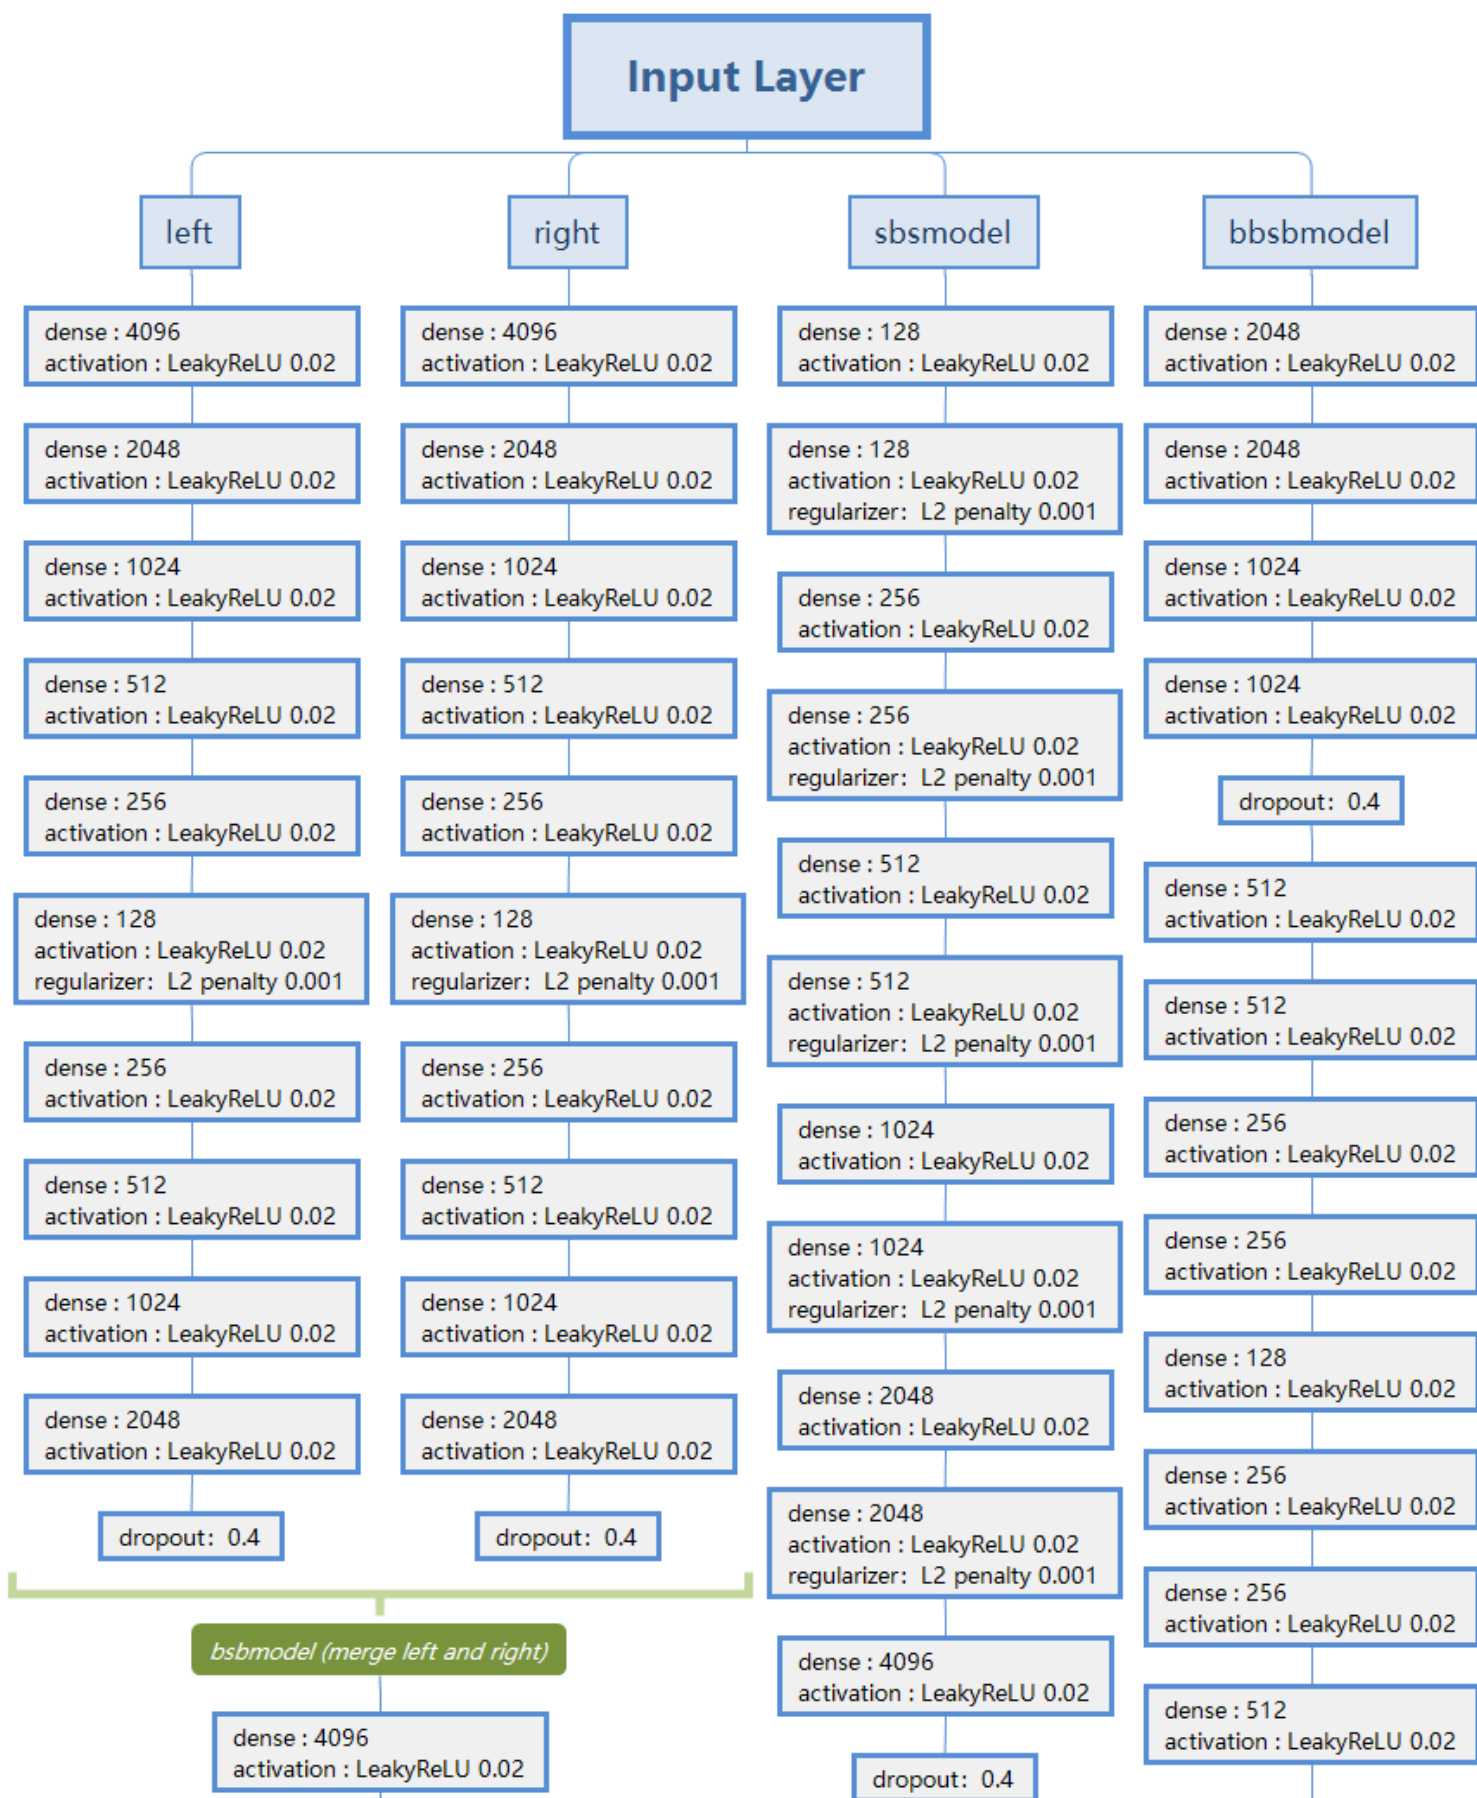 Input Layer
left
dense : 4096
activation : LeakyReLU 0.02
dense : 2048
activation : LeakyReLU 0.02
dense : 1024
activation : LeakyReLU 0.02
dense : 512
activation : LeakyReLU 0.02
dense : 256
activation : LeakyReLU 0.02
dense : 128
activation : LeakyReLU 0.02
regularizer: L2 penalty 0.001
dense : 256
activation : LeakyReLU 0.02
dense : 512
activation : LeakyReLU 0.02
dense : 1024
activation : LeakyReLU 0.02
dense : 2048
activation : LeakyReLU 0.02
dropout: 0.4
right
dense : 4096
activation : LeakyReLU 0.02
dense : 2048
activation : LeakyReLU 0.02
dense : 1024
activation : LeakyReLU 0.02
dense : 512
activation : LeakyReLU 0.02
dense : 256
activation : LeakyReLU 0.02
dense : 128
activation : LeakyReLU 0.02
regularizer: L2 penalty 0.001
dense : 256
activation : LeakyReLU 0.02
dense : 512
activation : LeakyReLU 0.02
dense : 1024
activation : LeakyReLU 0.02
dense : 2048
activation : LeakyReLU 0.02
dropout: 0.4
bsbmodel (merge left and right)
dense : 4096
activation : LeakyReLU 0.02
sbsmodel
dense : 128
activation : LeakyReLU 0.02
dense : 128
activation : LeakyReLU 0.02
regularizer: L2 penalty 0.001
dense : 256
activation : LeakyReLU 0.02
dense : 256
activation : LeakyReLU 0.02
regularizer: L2 penalty 0.001
dense : 512
activation : LeakyReLU 0.02
dense : 512
activation : LeakyReLU 0.02
regularizer: L2 penalty 0.001
dense : 1024
activation : LeakyReLU 0.02
dense : 1024
activation : LeakyReLU 0.02
regularizer: L2 penalty 0.001
dense : 2048
activation : LeakyReLU 0.02
dense : 2048
activation : LeakyReLU 0.02
regularizer: L2 penalty 0.001
dense : 4096
activation : LeakyReLU 0.02
dropout: 0.4
bbsbmodel
dense : 2048
activation : LeakyReLU 0.02
dense : 2048
activation : LeakyReLU 0.02
dense : 1024
activation : LeakyReLU 0.02
dense : 1024
activation : LeakyReLU 0.02
dropout: 0.4
dense : 512
activation : LeakyReLU 0.02
dense : 512
activation : LeakyReLU 0.02
dense : 256
activation : LeakyReLU 0.02
dense : 256
activation : LeakyReLU 0.02
dense : 128
activation : LeakyReLU 0.02
dense : 256
activation : LeakyReLU 0.02
dense : 256
activation : LeakyReLU 0.02
dense : 512
activation : LeakyReLU 0.02